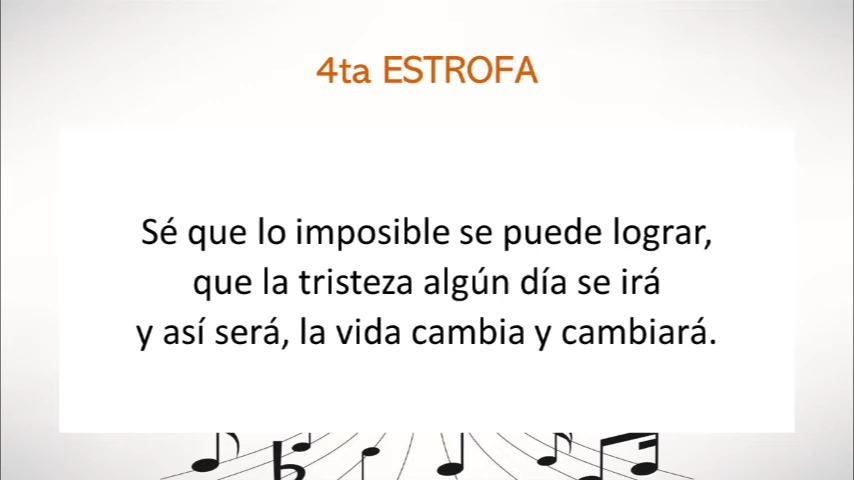 4ta ESTROFA
Sé que lo imposible se puede lograr,
que la tristeza algún día se irá
y así será, la vida cambia y cambiará.